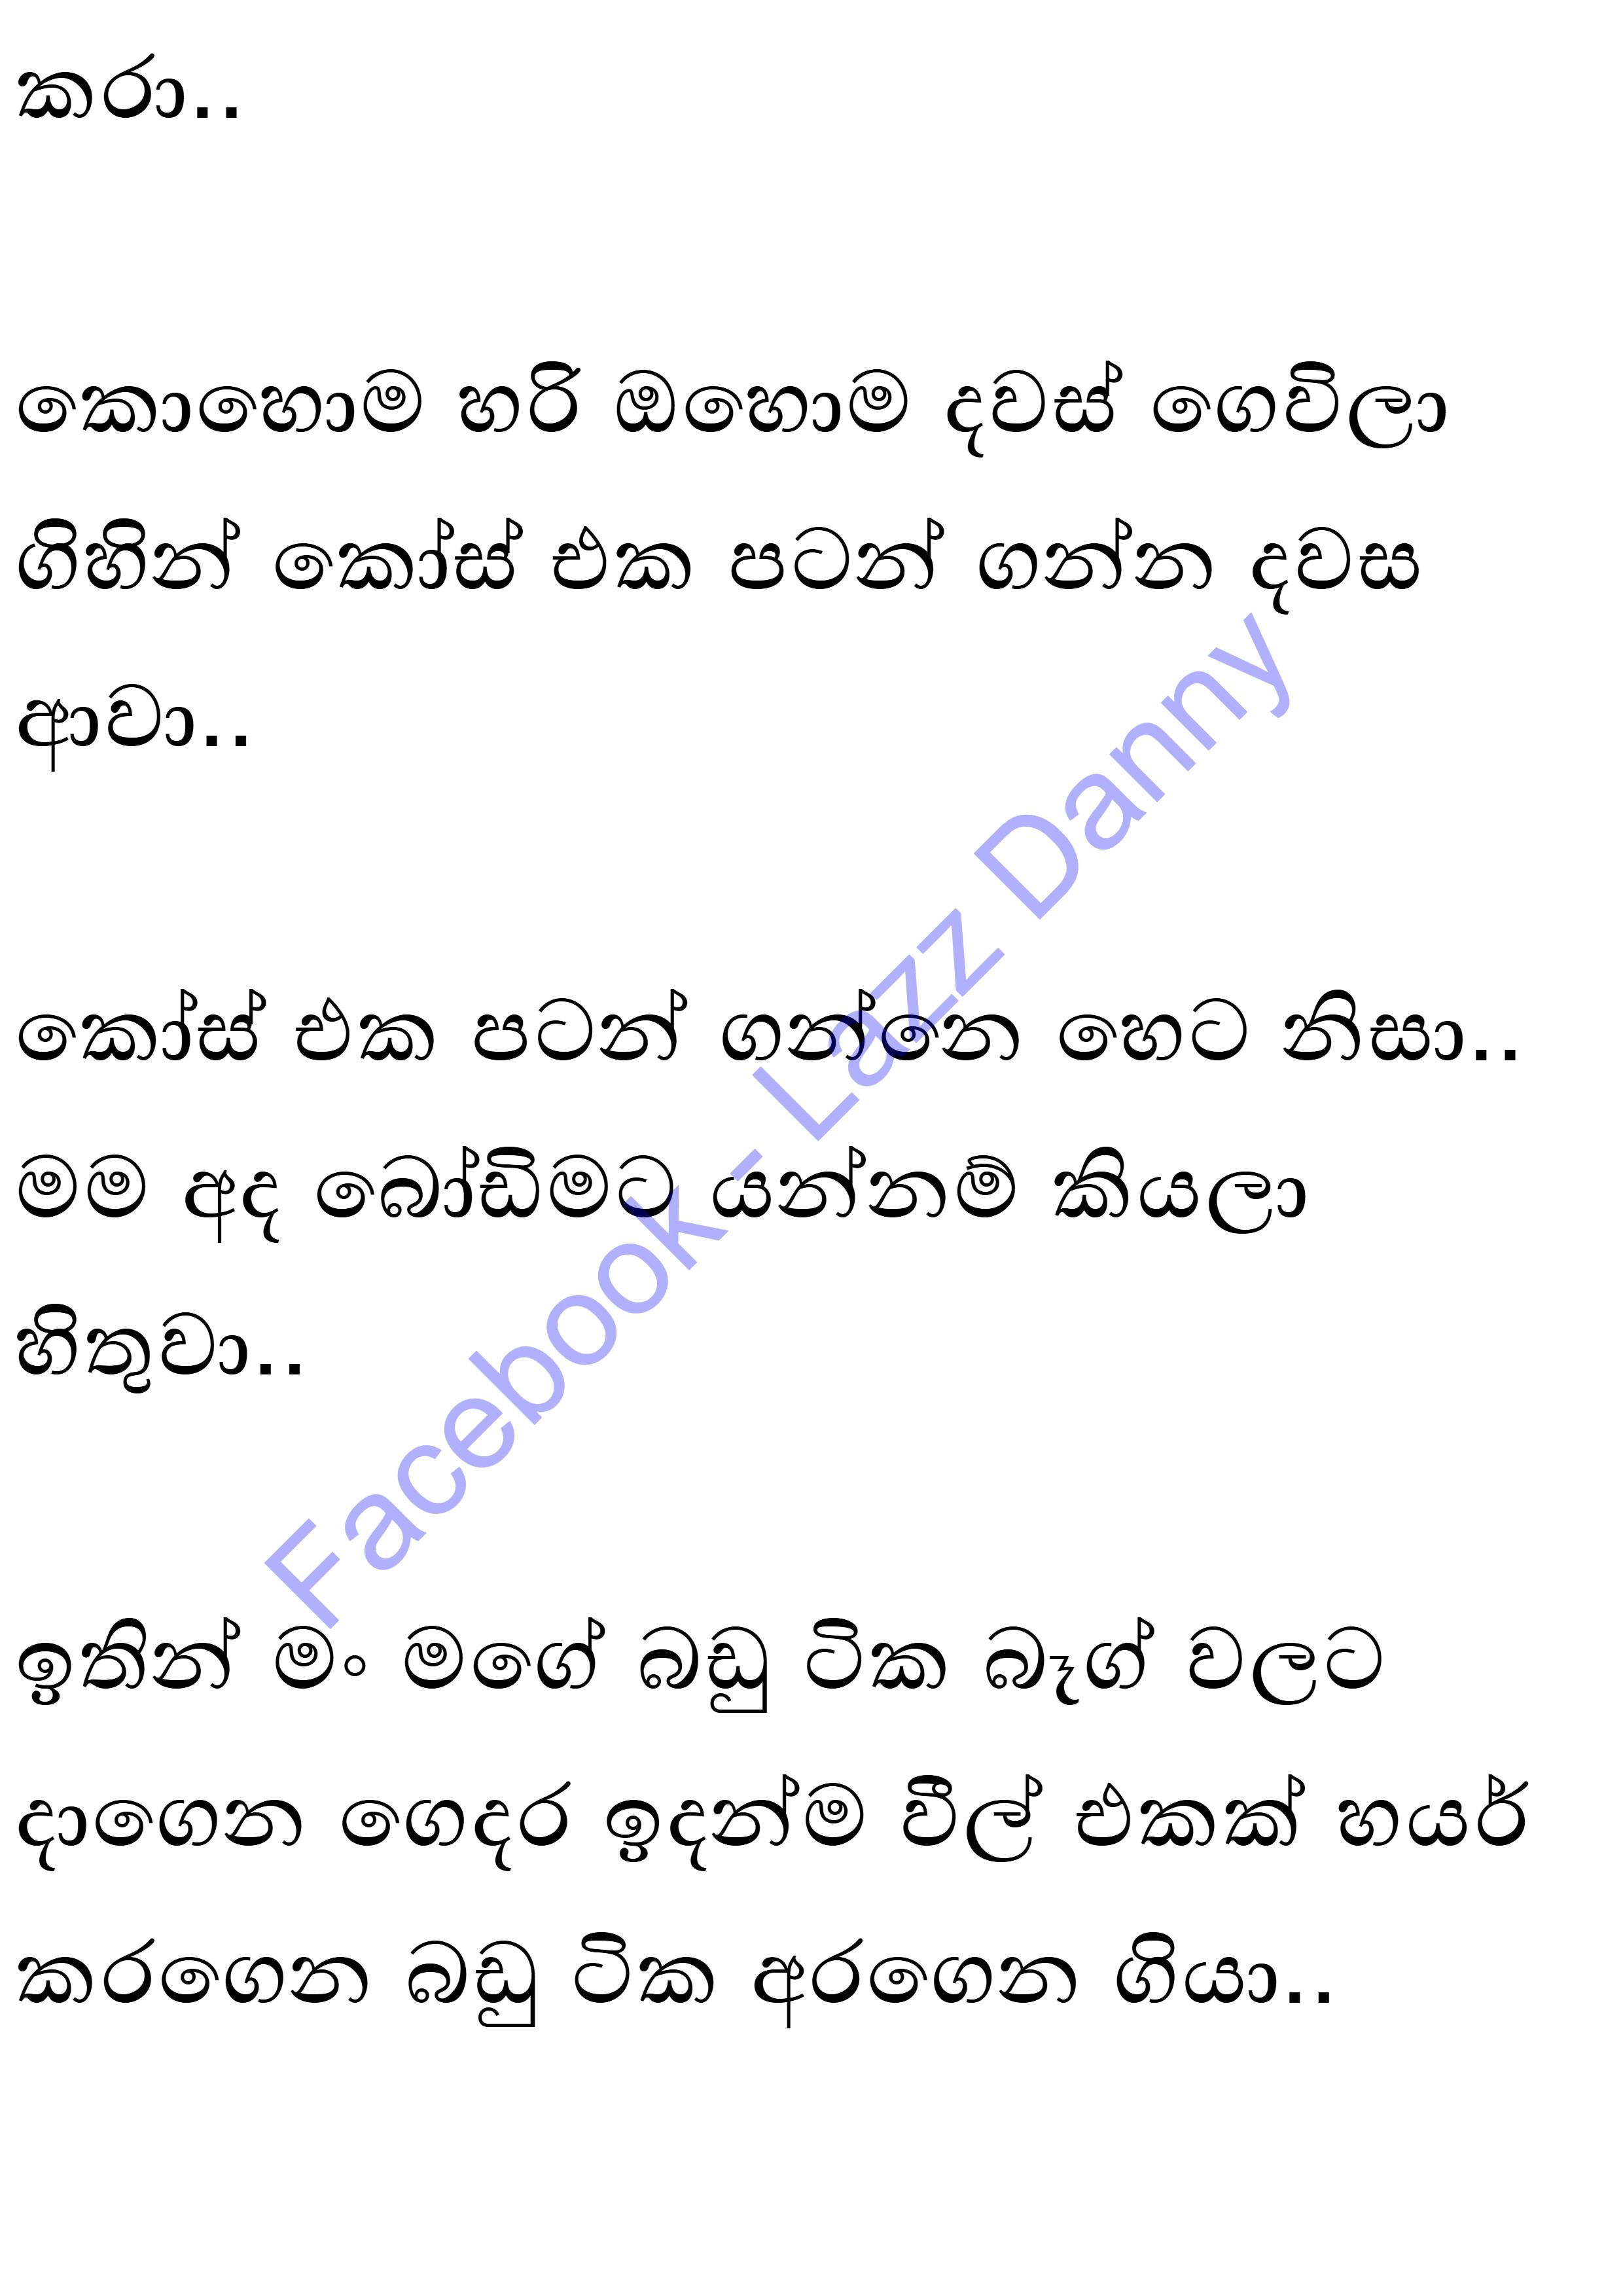 කරා..
කොහොම හරි ඔහොම දවස් ගෙවිලා
ගිහින් කෝස් එක පටන් ගන්න දවස
ආවා..
කෝස් එක පටන් ගන්නෙ හෙට නිසා..
මම අද බෝඩිමට යන්නම් කියලා
හිතුවා..
ඉතින් මං මගේ බඩු ටික බෑග් වලට
දාගෙන ගෙදර ඉදන්ම වීල් එකක් හයර්
කරගෙන බඩු ටික අරගෙන ගියා..
Facebook - Lazz Danny